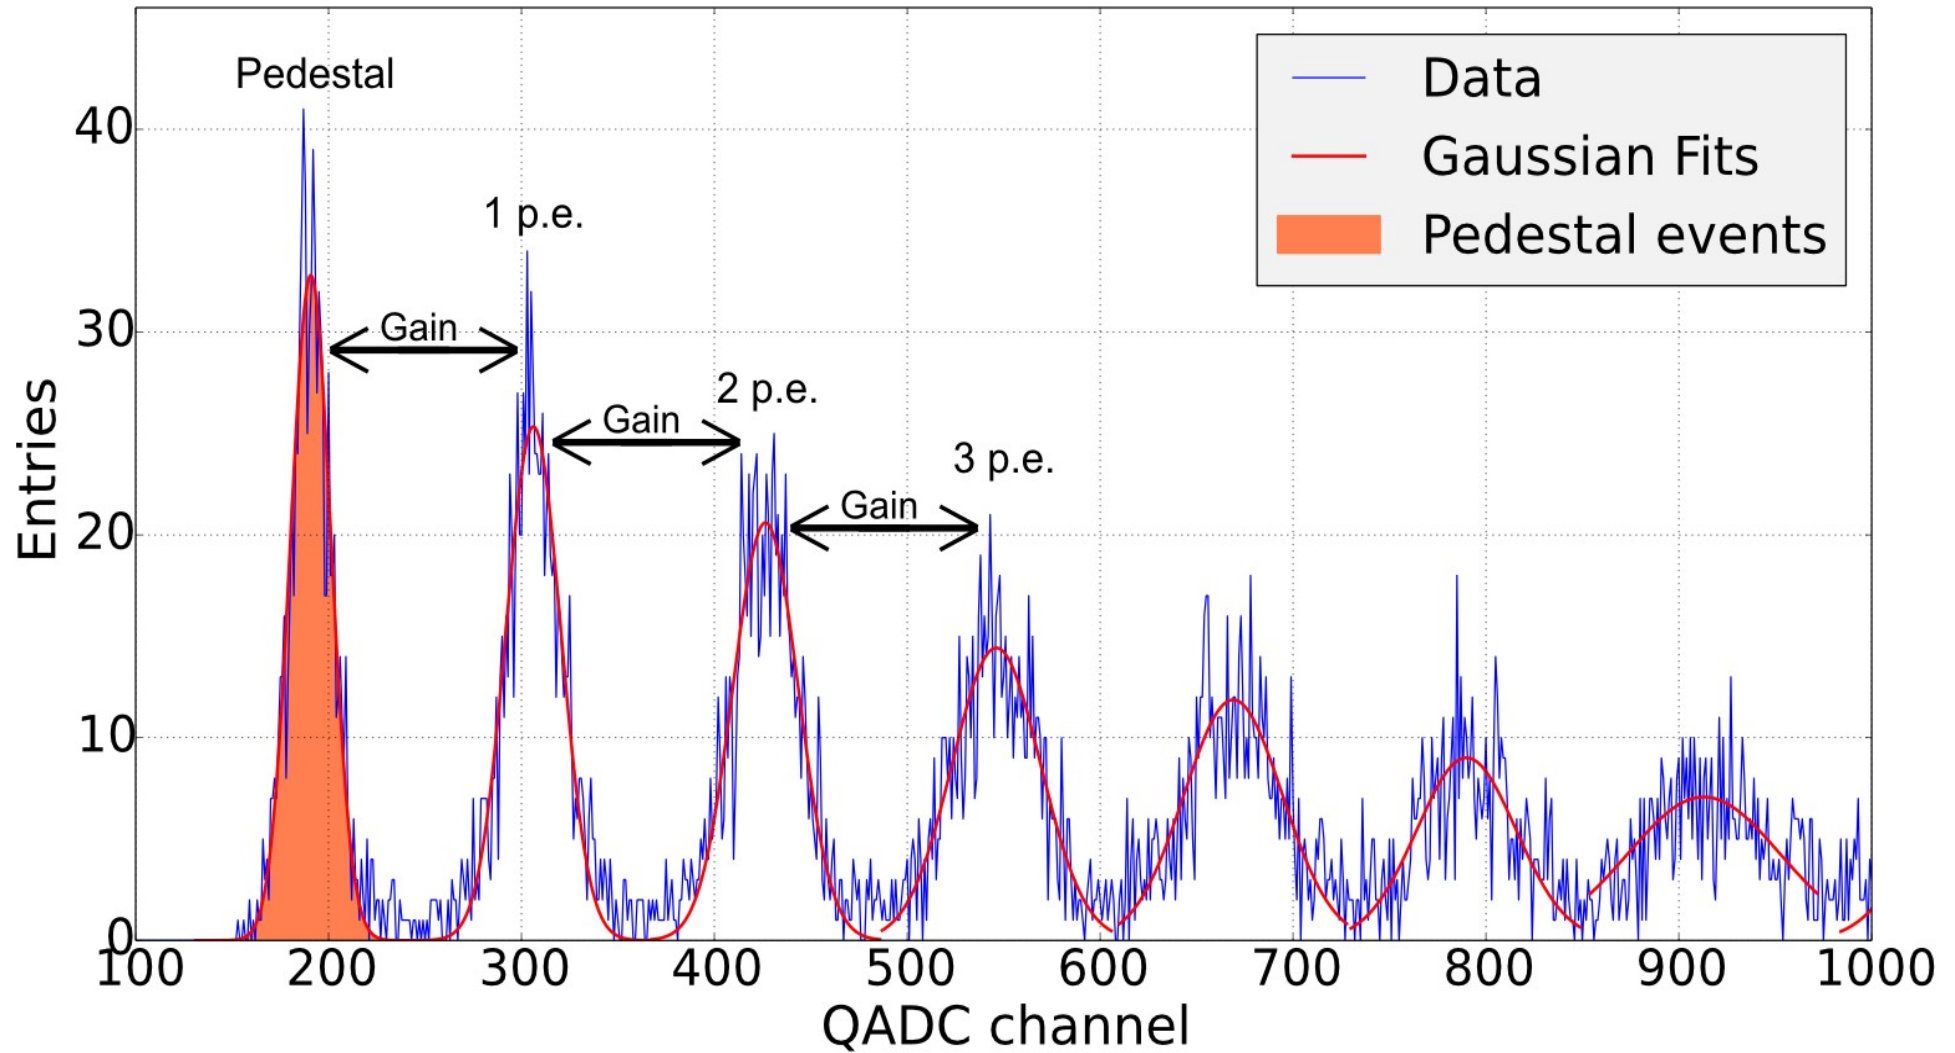 Pedestal
1 p.e.
2 p.e.
3 p.e.
Gain
Gain
Gain
Data
Gaussian Fits
Pedestal events
Entries
40
30
20
10
0
100 200 300 400 500 600 700 800 900 1000
QADC channel